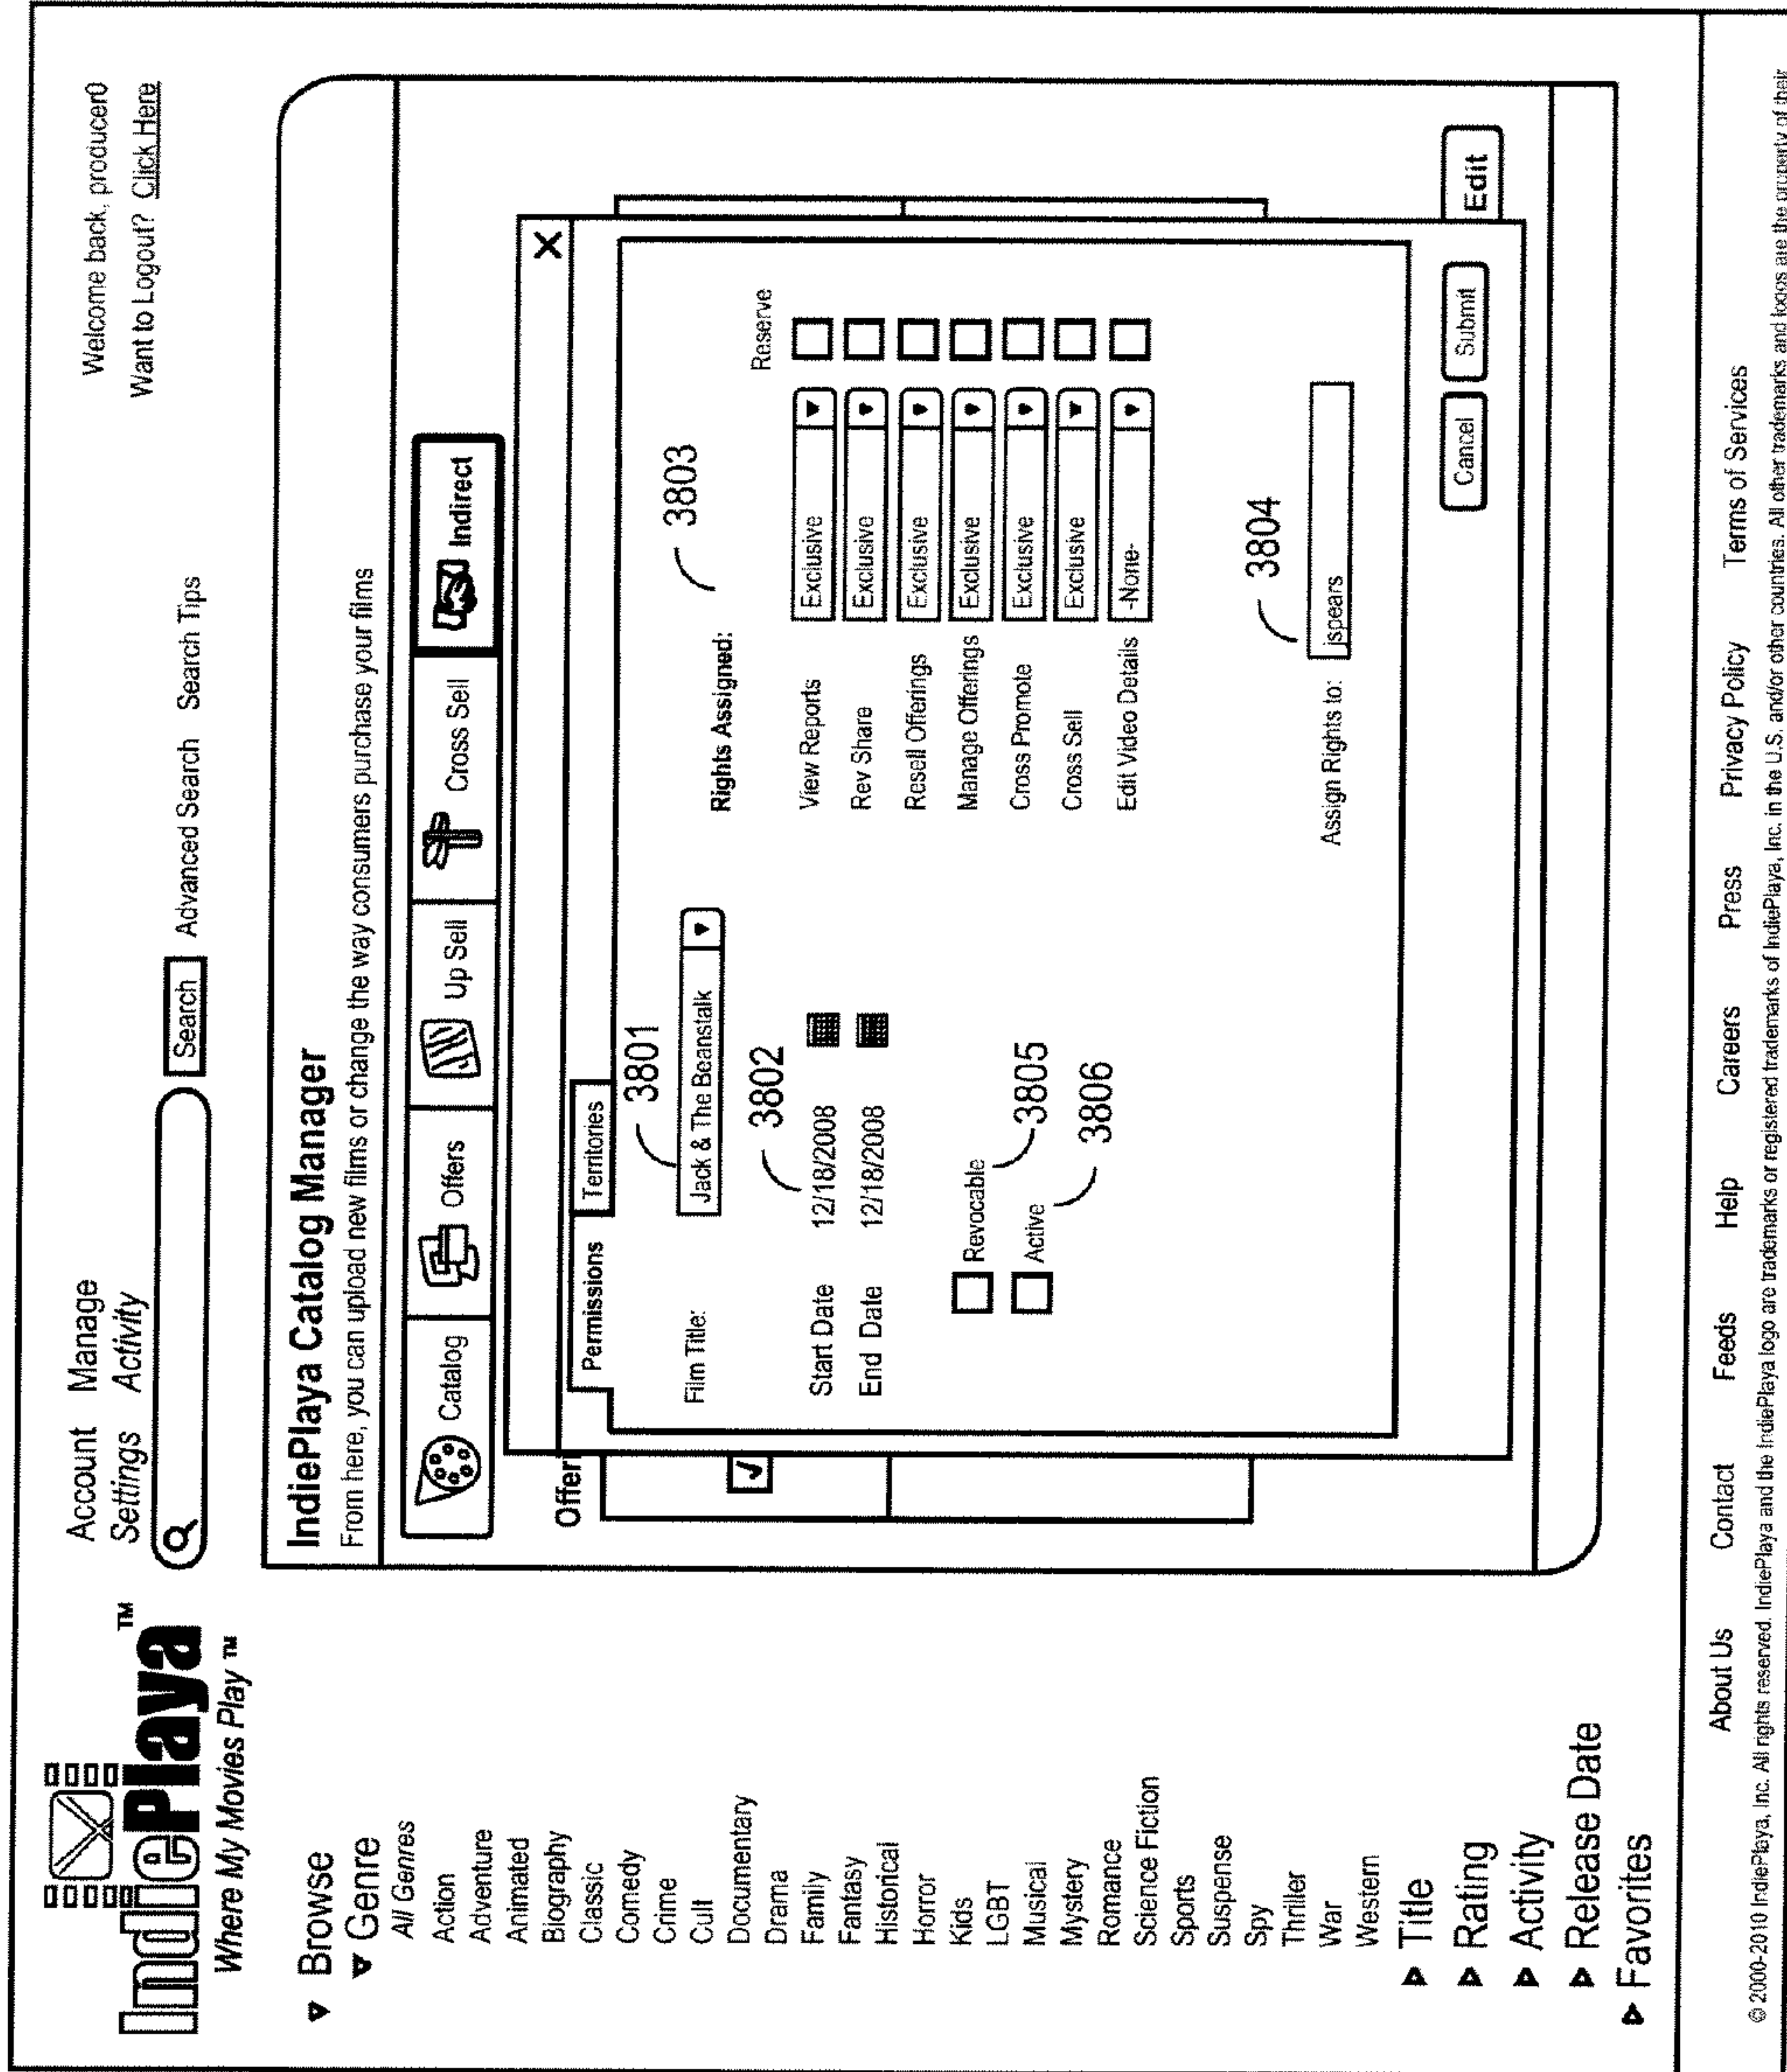 IndiePlaya™
Where My Movies Play™
Account Settings
Manage Activity
Search
Advanced Search
Search Tips
Welcome back, producer0
Want to Logout? Click Here
Browse
Genre
All Genres
Action
Adventure
Animated
Biography
Classic
Comedy
Crime
Cult
Documentary
Drama
Family
Fantasy
Historical
Horror
Kids
LGBT
Musical
Mystery
Romance
Science Fiction
Sports
Suspense
Spy
Thriller
War
Western
Title
Rating
Activity
Release Date
Favorites
IndiePlaya Catalog Manager
From here, you can upload new films or change the way consumers purchase your films
Catalog
Offers
Up Sell
Cross Sell
Indirect
Offer
X
Permissions
Territories
3801
Film Title: Jack & The Beanstalk
3802
Start Date 12/18/2008
End Date 12/18/2008
Revocable
3805
Active
3806
3803
Rights Assigned:
Reserve
View Reports Exclusive
Rev Share Exclusive
Resell Offerings Exclusive
Manage Offerings Exclusive
Cross Promote Exclusive
Cross Sell Exclusive
Edit Video Details -None-
3804
Assign Rights to: jspears
Cancel
Submit
Edit
About Us Contact Feeds Help Careers Press Privacy Policy Terms of Services
© 2000-2010 IndiePlaya, Inc. All rights reserved. IndiePlaya and the IndiePlaya logo are trademarks or registered trademarks of IndiePlaya, Inc. in the U.S. and/or other countries. All other trademarks and logos are the property of their